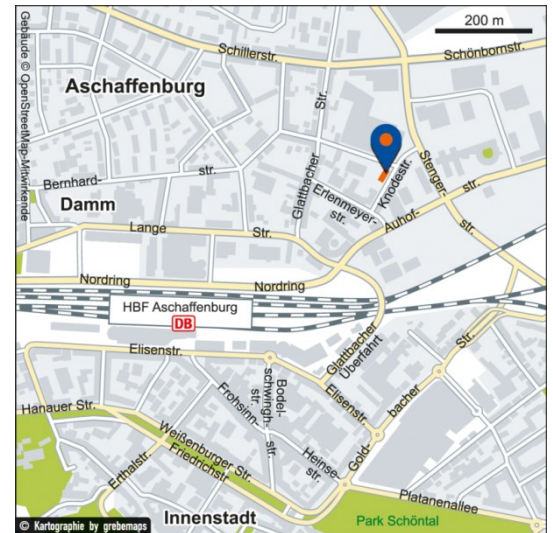 200 m
Gebäude © OpenStreetMap-Mitwirkende
Schillerstr.
Schönbornstr.
Aschaffenburg
Glattbacher
Str.
Bernhard-
str.
Stenger-
str.
Knodestr.
Erlenmeyer-
str.
Damm
Auhof-
str.
Lange
Str.
Nordring
Nordring
HBF Aschaffenburg
DB
Glattbacher
Überfahrt
Elisenstr.
Elisenstr.
Bodel-
schwingh-
str.
Frohsinn-
Gold-
bacher
Str.
Hanauer Str.
Weißenburger Str.
Friedrichstr
Heinse-
str.
Erthalstr.
Platanenallee
Innenstadt
Park Schöntal
© Kartographie by grebemaps